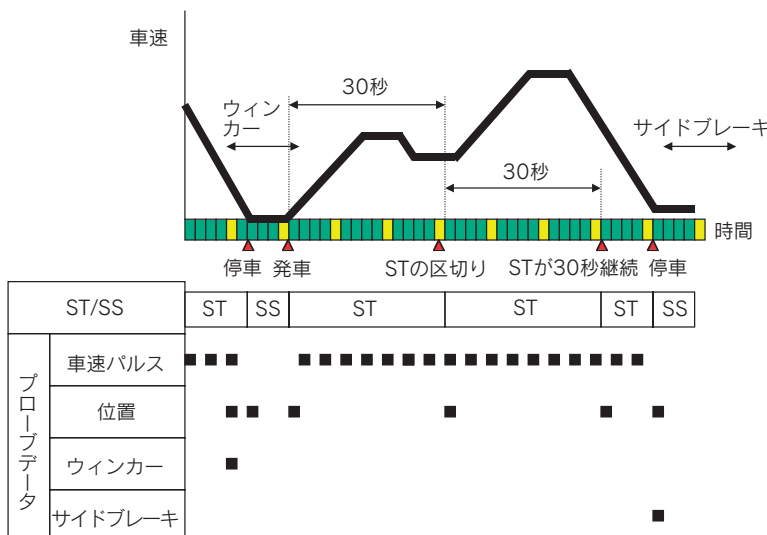 車速
ウィン
カー
30秒
サイドブレーキ
30秒
時間
停車
発車
STの区切り
STが30秒継続
停車
ST/SS
ST
SS
ST
ST
ST
SS
プローブデータ
車速パルス
位置
ウィンカー
サイドブレーキ